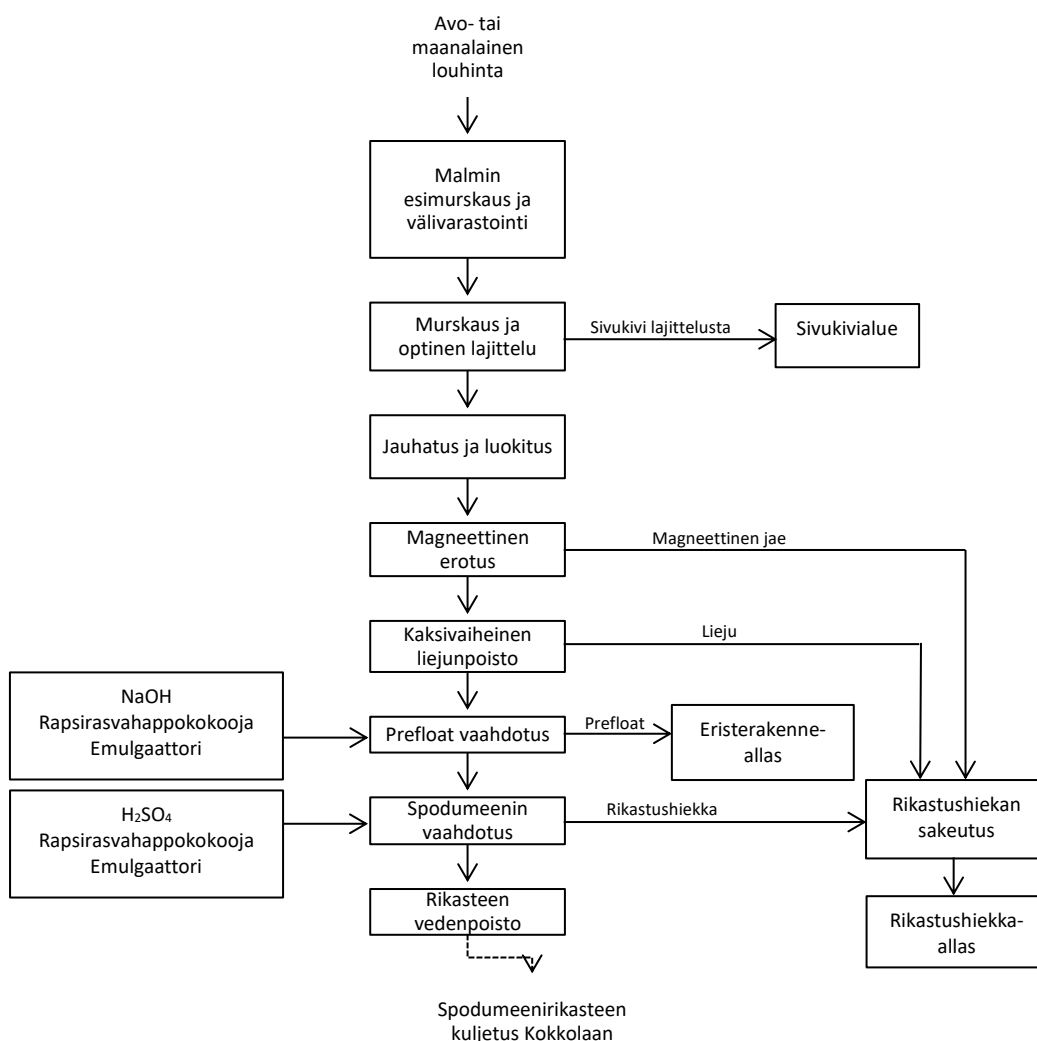 Avo- tai
maanalainen
louhinta
Malmin
esimurskaus ja
välivarastointi
Murskaus ja
optinen lajittelu
Sivukivi lajittelusta
Sivukivialue
Jauhatus ja luokitus
Magneettinen
erotus
Magneettinen jae
Kaksivaiheinen
liejunpoisto
Lieju
NaOH
Rapsirasvahappokokooja
Emulgaattori
Prefloat vaahdotus
Prefloat
Eristerakenne-
allas
H₂SO₄
Rapsirasvahappokokooja
Emulgaattori
Spodumeenin
vaahdotus
Rikastushiekka
Rikastushiekan
sakeutus
Rikasteen
vedenpoisto
Rikastushiekka-
allas
Spodumeenirikasteen
kuljetus Kokkolaan